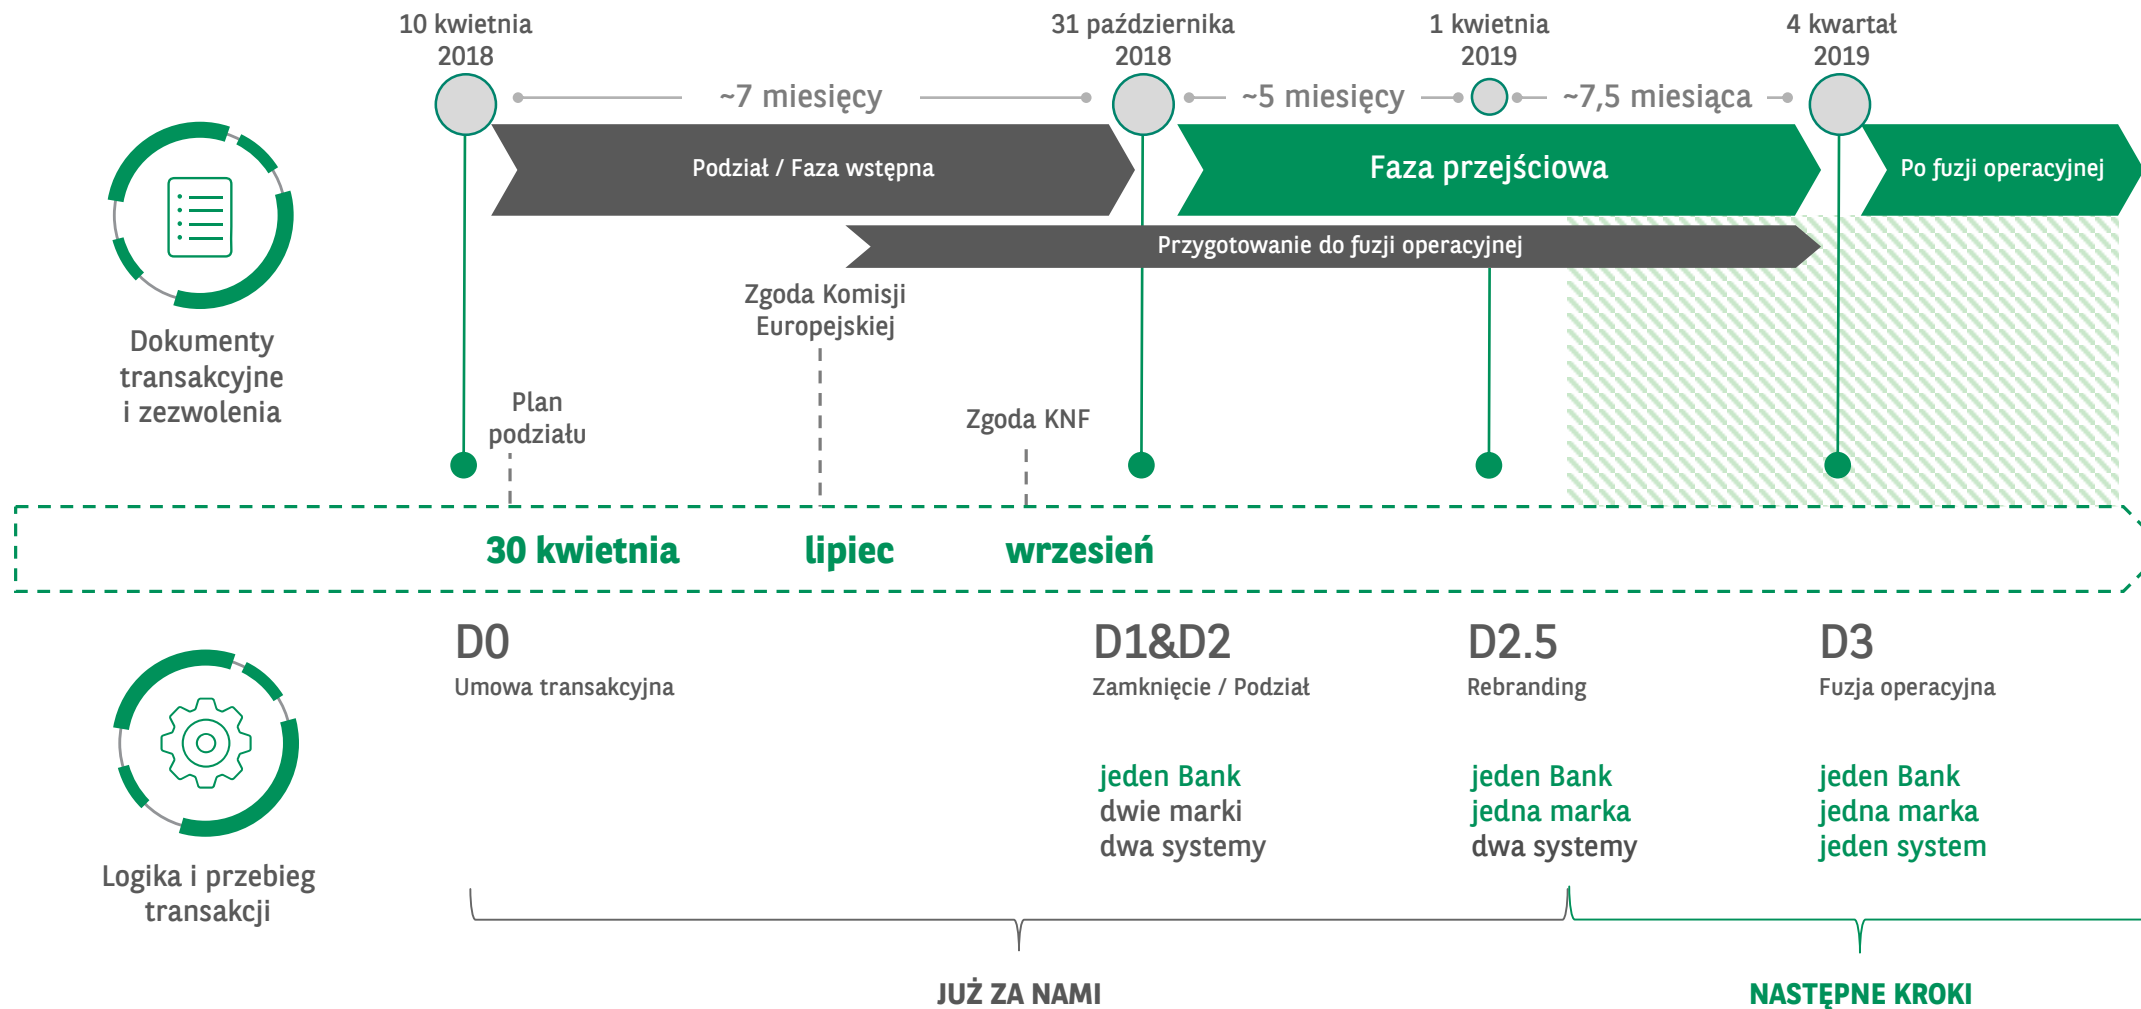 10 kwietnia
2018
31 października
2018
1 kwietnia
2019
4 kwartał
2019
~7 miesięcy
~5 miesięcy
~7,5 miesiąca
Podział / Faza wstępna
Faza przejściowa
Po fuzji operacyjnej
Przygotowanie do fuzji operacyjnej
Dokumenty
transakcyjne
i zezwolenia
Plan
podziału
Zgoda Komisji
Europejskiej
Zgoda KNF
30 kwietnia
lipiec
wrzesień
D0
Umowa transakcyjna
D1&D2
Zamknięcie / Podział
D2.5
Rebranding
D3
Fuzja operacyjna
Logika i przebieg
transakcji
jeden Bank
dwie marki
dwa systemy
jeden Bank
jedna marka
dwa systemy
jeden Bank
jedna marka
jeden system
JUŻ ZA NAMI
NASTĘPNE KROKI